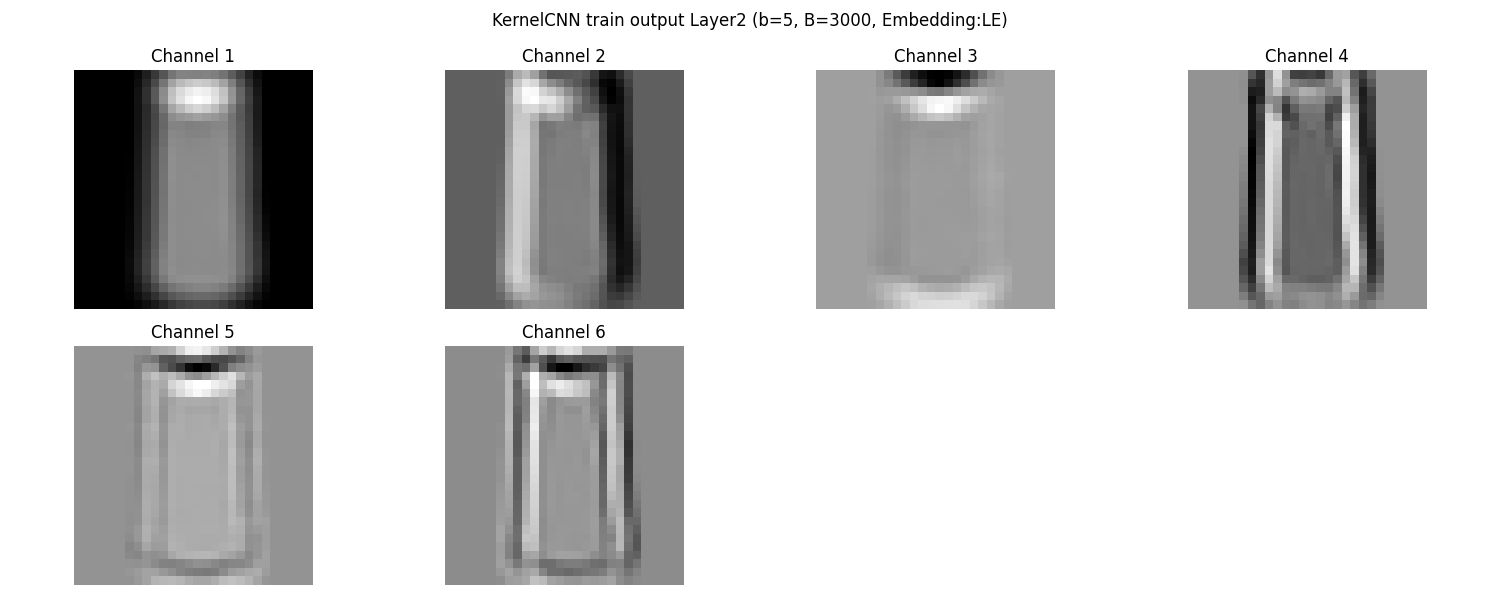 KernelCNN train output Layer2 (b=5, B=3000, Embedding:LE)
Channel 1
Channel 2
Channel 3
Channel 4
Channel 5
Channel 6